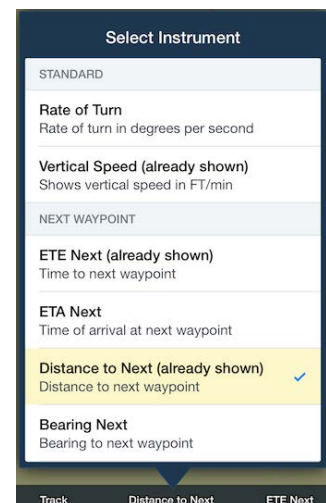 Select Instrument
STANDARD
Rate of Turn
Rate of turn in degrees per second
Vertical Speed (already shown)
Shows vertical speed in FT/min
NEXT WAYPOINT
ETE Next (already shown)
Time to next waypoint
ETA Next
Time of arrival at next waypoint
Distance to Next (already shown)
Distance to next waypoint
Bearing Next
Bearing to next waypoint
Track Distance to Next ETE Next